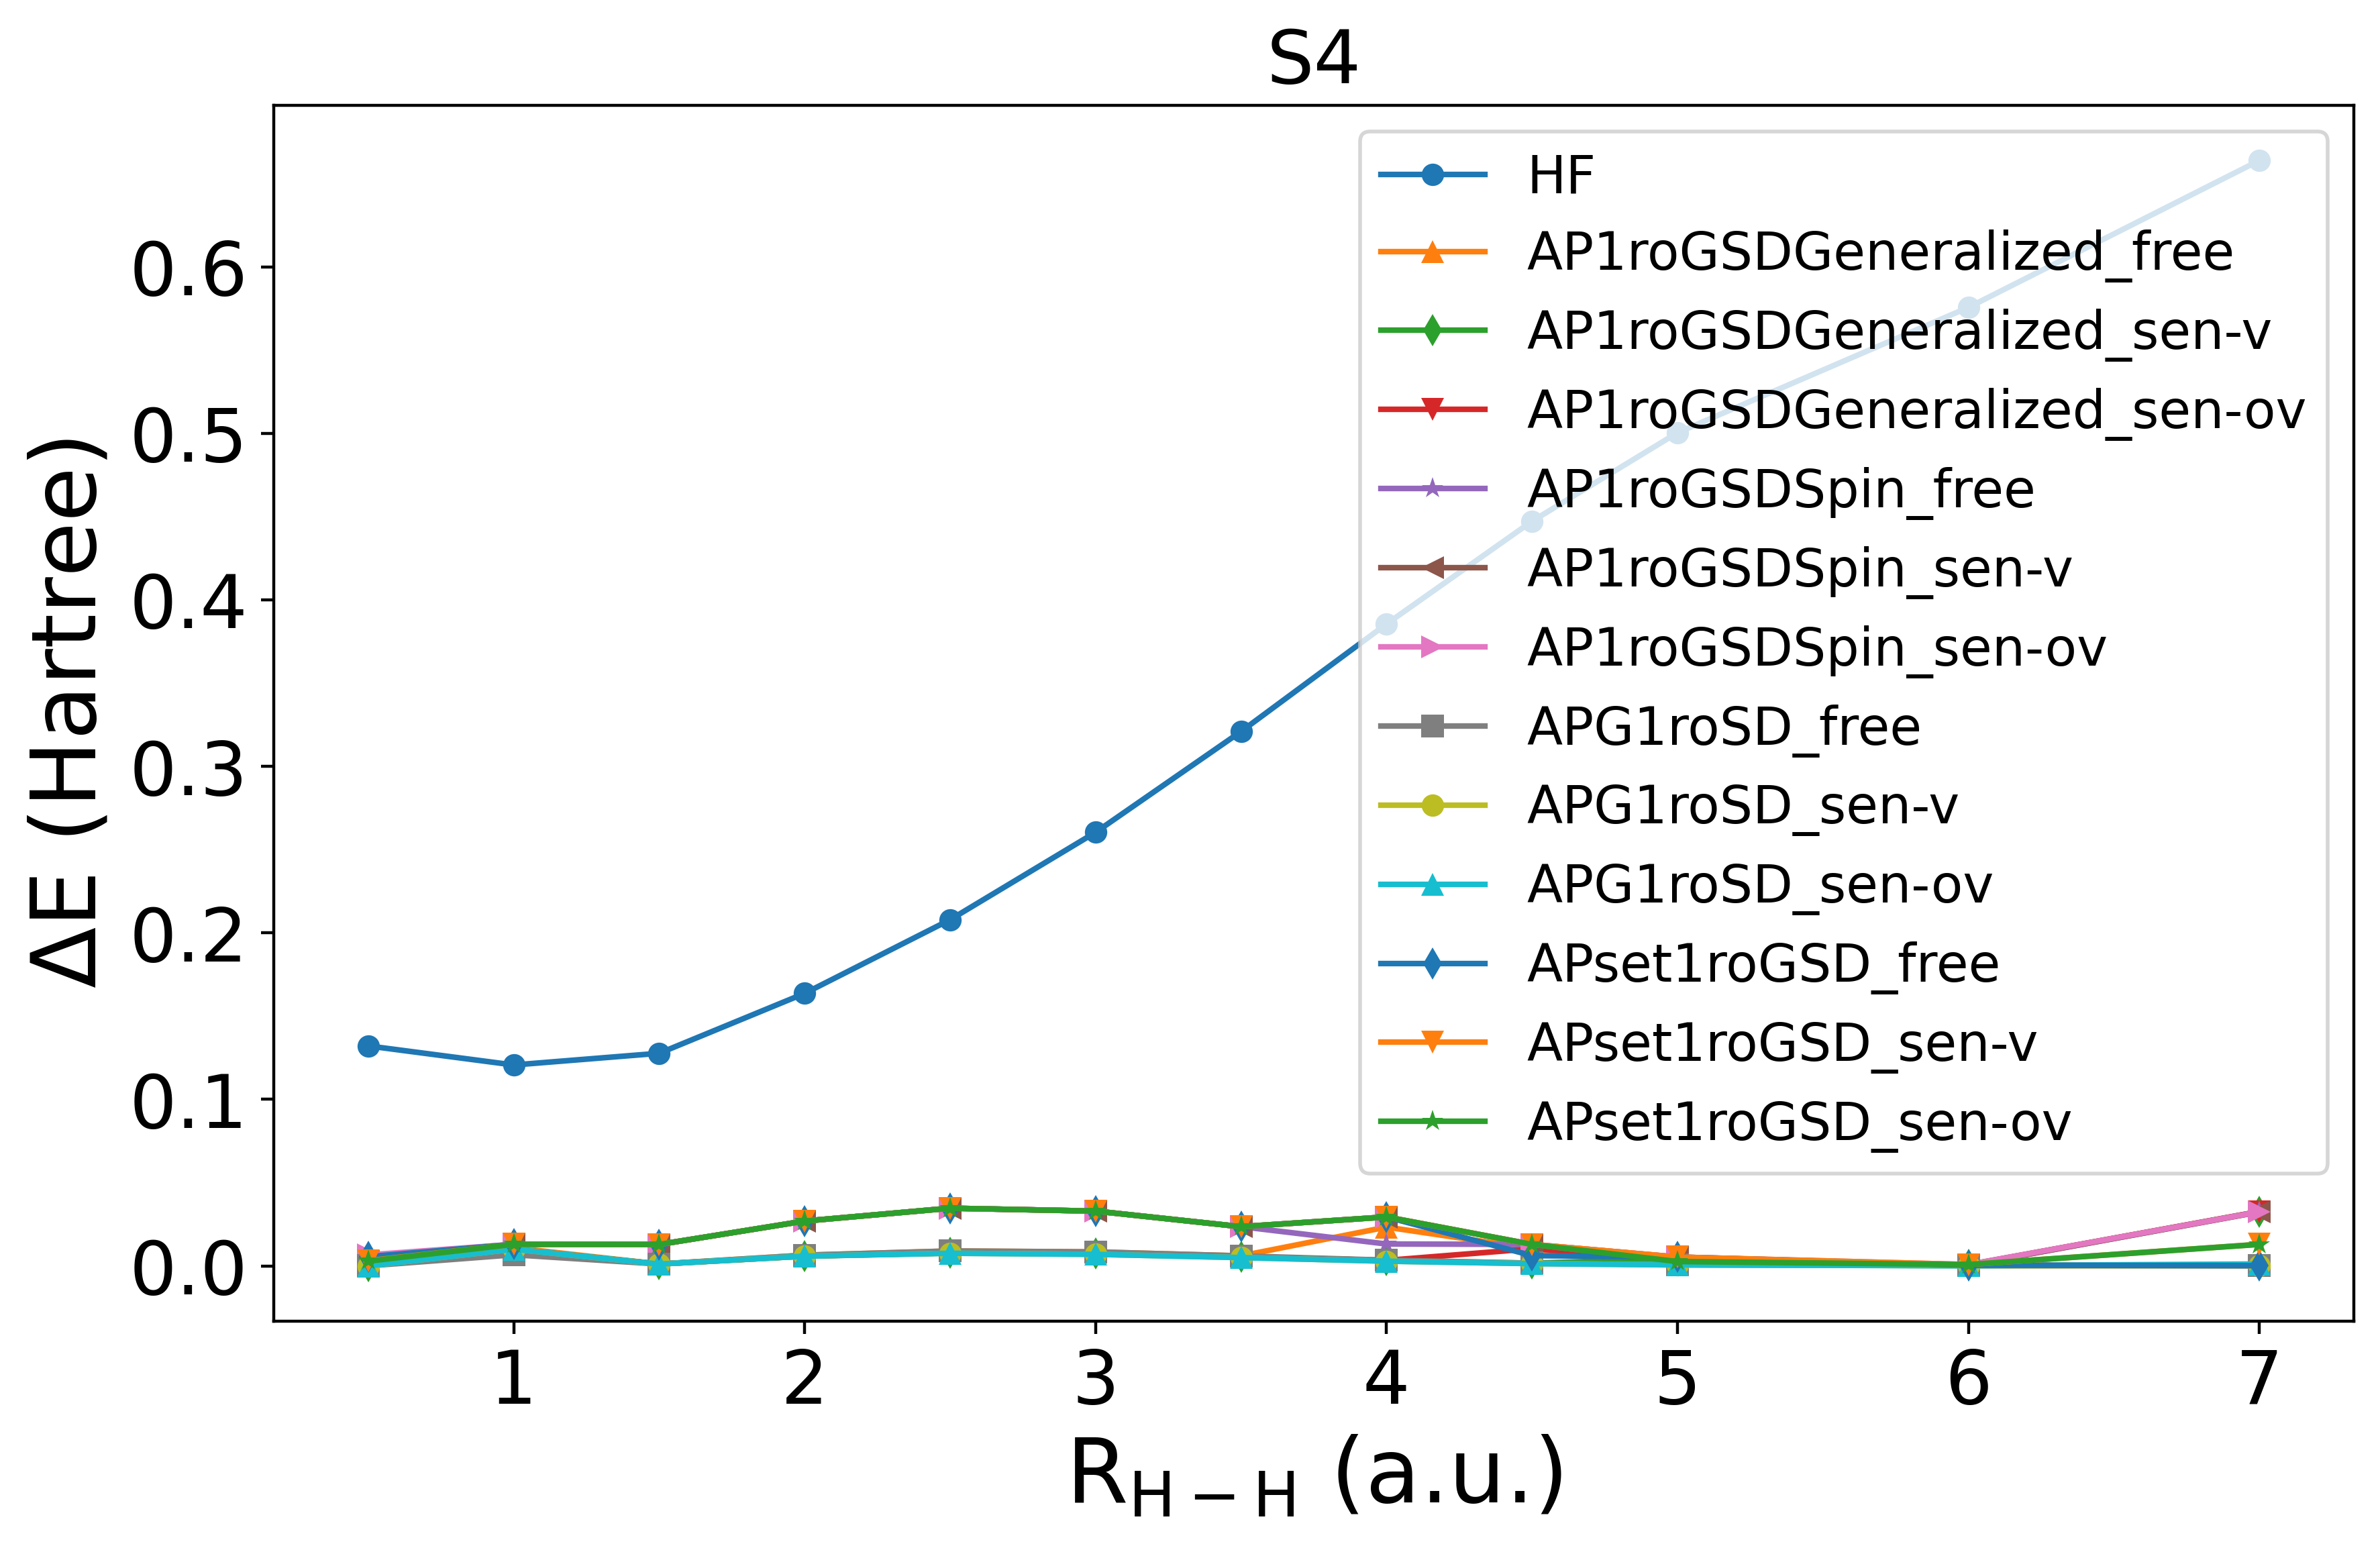 S4
ΔE (Hartree)
0.6
0.5
0.4
0.3
0.2
0.1
0.0
HF
AP1roGSDGeneralized_free
AP1roGSDGeneralized_sen-v
AP1roGSDGeneralized_sen-ov
AP1roGSDSpin_free
AP1roGSDSpin_sen-v
AP1roGSDSpin_sen-ov
APG1roSD_free
APG1roSD_sen-v
APG1roSD_sen-ov
APset1roGSD_free
APset1roGSD_sen-v
APset1roGSD_sen-ov
1 2 3 4 5 6 7
R_{H − H} (a.u.)